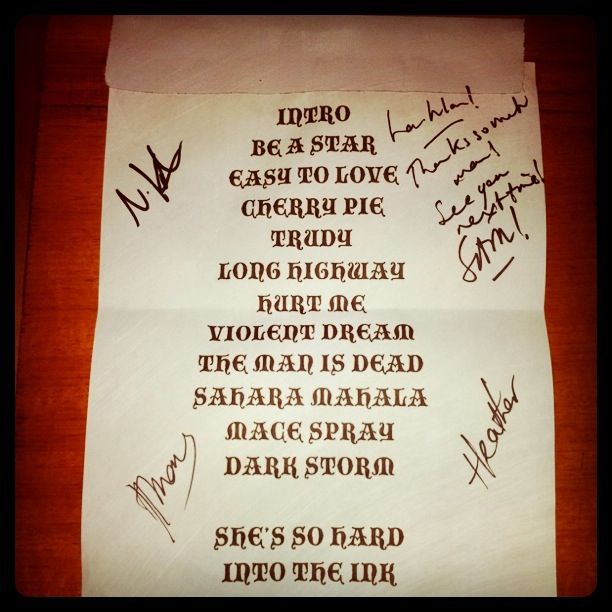 INTRO
BE A STAR
EASY TO LOVE
CHERRY PIE
TRUDY
LONG HIGHWAY
HURT ME
VIOLENT DREAM
THE MAN IS DEAD
SAHARA MAHALA
MACE SPRAY
DARK STORM
SHE'S SO HARD
INTO THE INK
Thanks so much
man!
See you
next time!
Heather